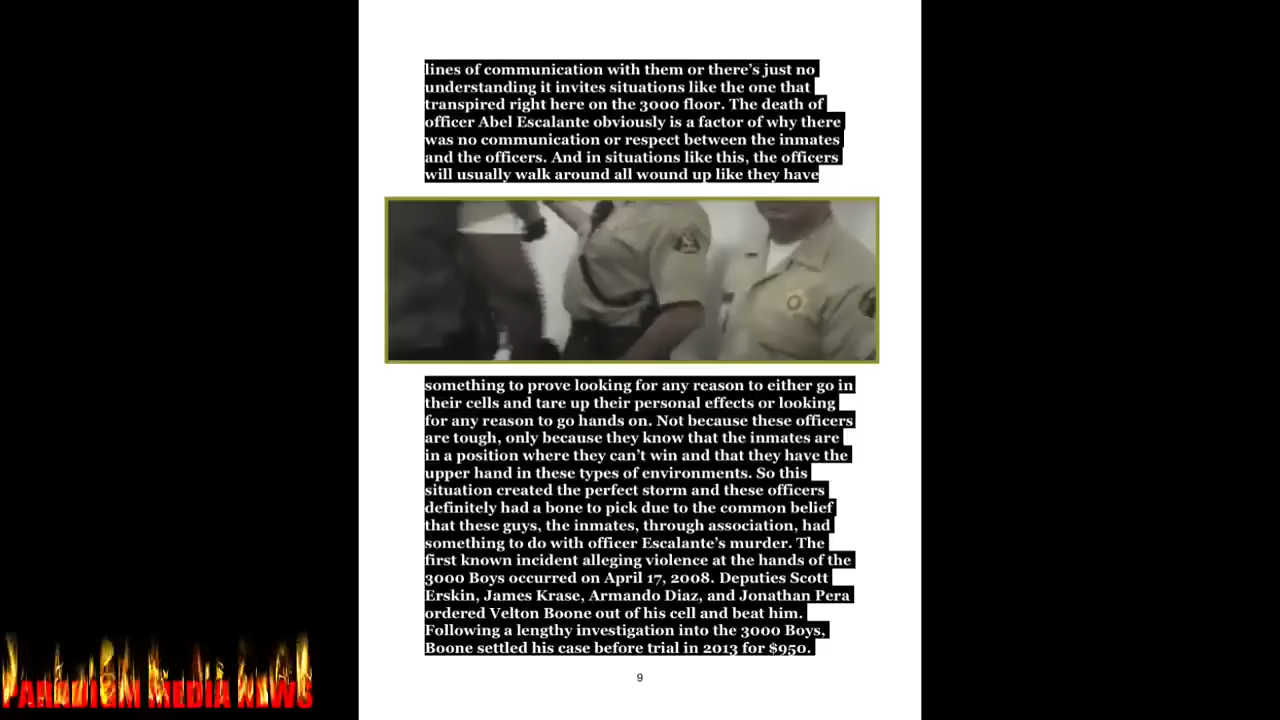 lines of communication with them or there's just no
understanding it invites situations like the one that
transpired right here on the 3000 floor. The death of
officer Abel Escalante obviously is a factor of why there
was no communication or respect between the inmates
and the officers. And in situations like this, the officers
will usually walk around all wound up like they have
something to prove looking for any reason to either go in
their cells and tare up their personal effects or looking
for any reason to go hands on. Not because these officers
are tough, only because they know that the inmates are
in a position where they can't win and that they have the
upper hand in these types of environments. So this
situation created the perfect storm and these officers
definitely had a bone to pick due to the common belief
that these guys, the inmates, through association, had
something to do with officer Escalante's murder. The
first known incident alleging violence at the hands of the
3000 Boys occurred on April 17, 2008. Deputies Scott
Erskin, James Krase, Armando Diaz, and Jonathan Pera
ordered Velton Boone out of his cell and beat him.
Following a lengthy investigation into the 3000 Boys,
Boone settled his case before trial in 2013 for $950.
9
PARADIGM MEDIA NEWS